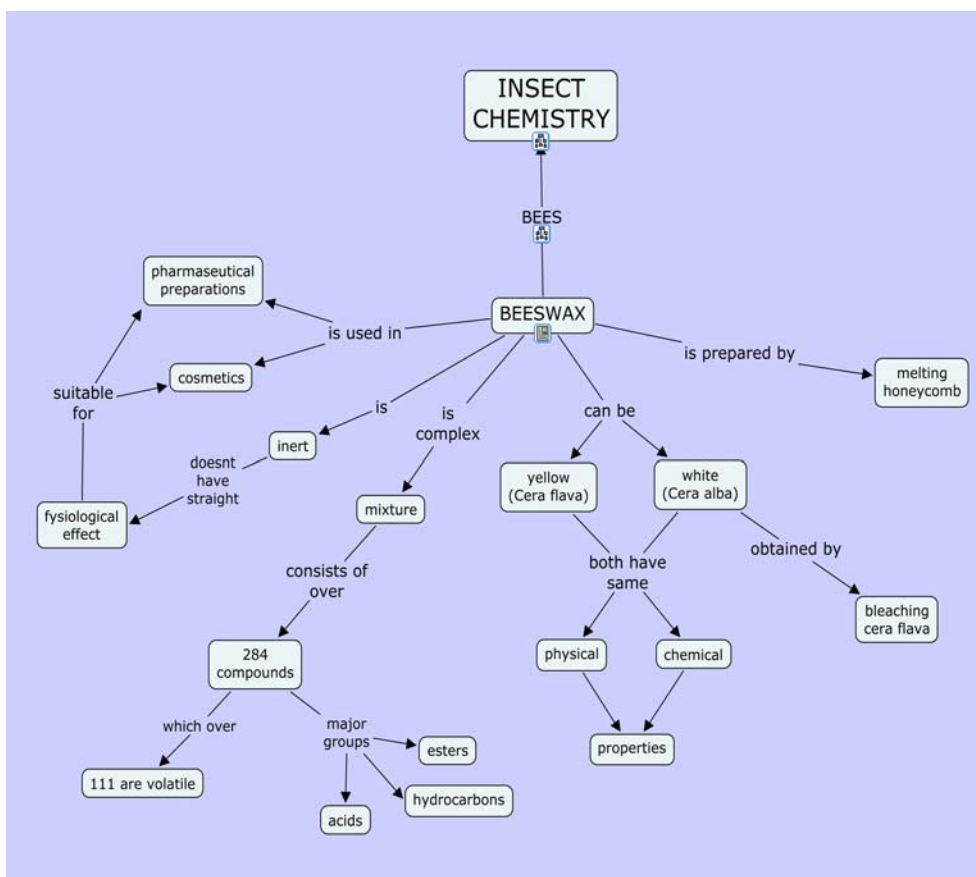 INSECT
CHEMISTRY
BEES
BEESWAX
pharmaseutical
preparations
is used in
cosmetics
suitable
for
is
inert
doesnt
have
straight
fysiological
effect
is
complex
mixture
consists of
over
284
compounds
which over
111 are volatile
major
groups
esters
hydrocarbons
acids
can be
yellow
(Cera flava)
white
(Cera alba)
both have
same
physical
chemical
properties
obtained by
bleaching
cera flava
is prepared by
melting
honeycomb